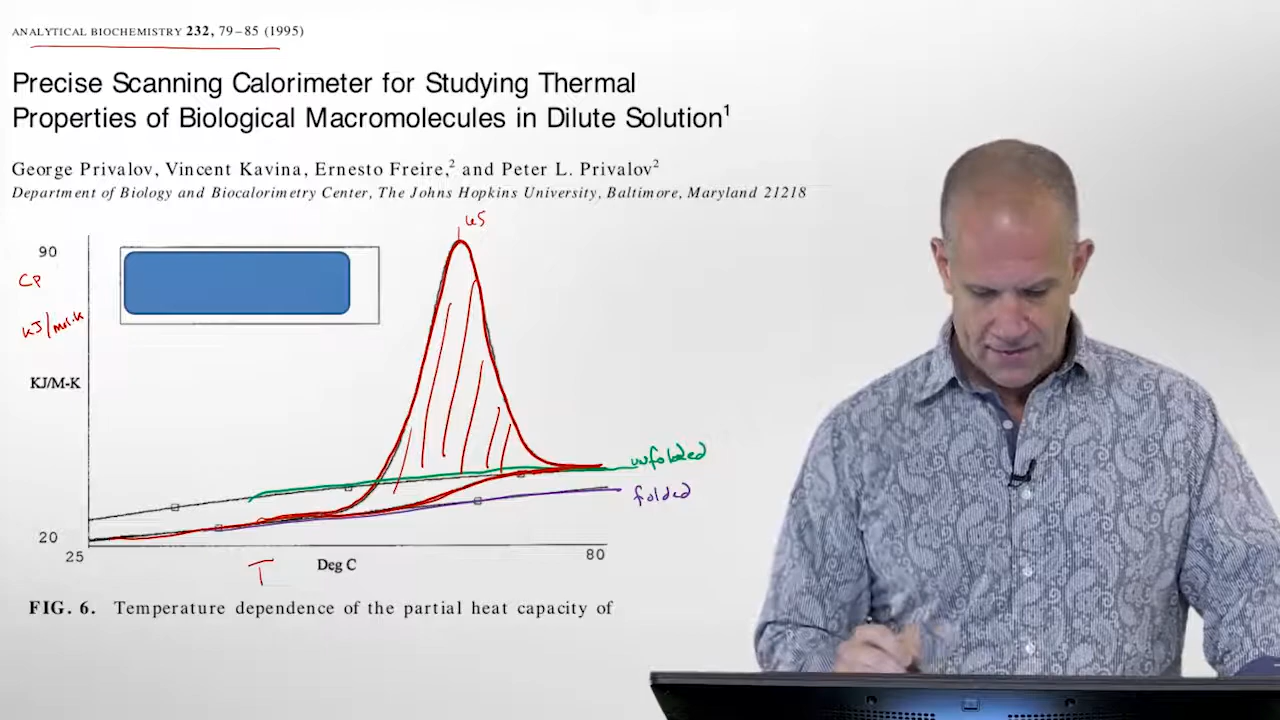 ANALYTICAL BIOCHEMISTRY 232, 79–85 (1995)
Precise Scanning Calorimeter for Studying Thermal
Properties of Biological Macromolecules in Dilute Solution¹
George Privalov, Vincent Kavina, Ernesto Freire,² and Peter L. Privalov²
Department of Biology and Biocalorimetry Center, The Johns Hopkins University, Baltimore, Maryland 21218
65
90
CP
KJ/mol·K
KJ/M-K
unfolded
folded
20
25
80
T
Deg C
FIG. 6. Temperature dependence of the partial heat capacity of